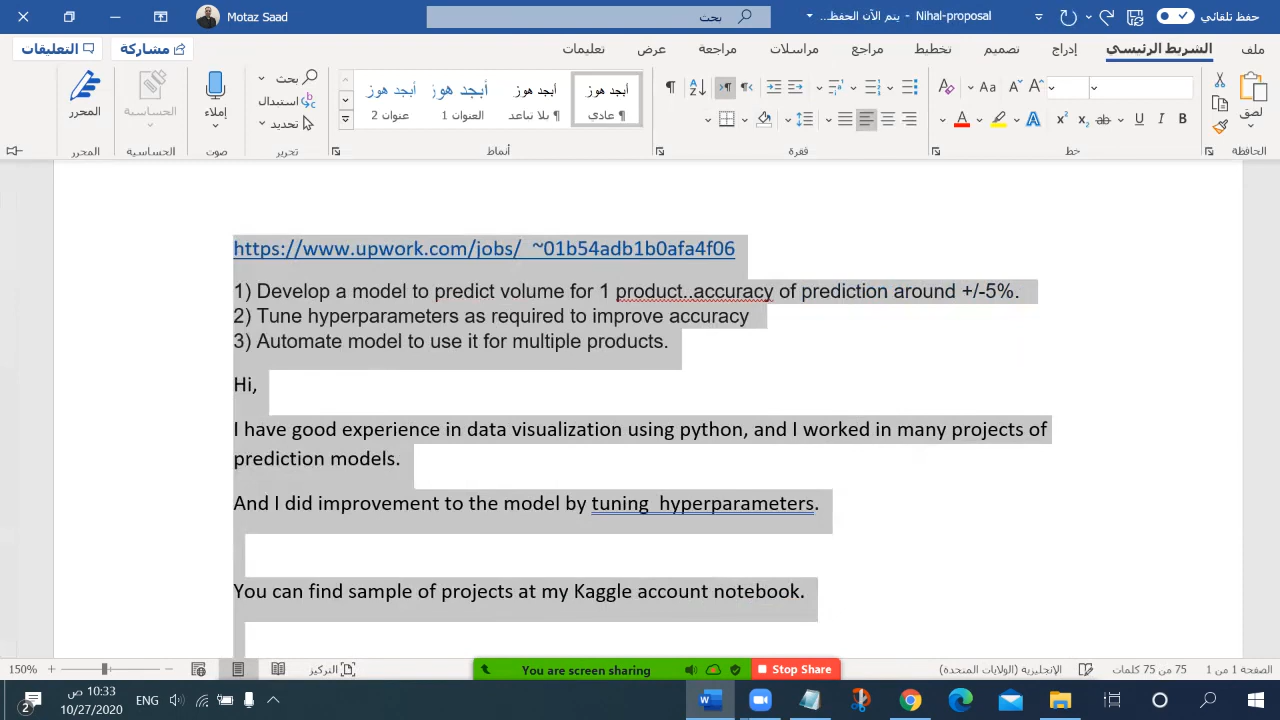 حفظ تلقائي
Nihal-proposal - يتم الآن الحفظ...
بحث
Motaz Saad
ملف
الشريط الرئيسي
إدراج
تصميم
تخطيط
مراجع
مراسلات
مراجعة
عرض
تعليمات
مشاركة
التعليقات
لصق
الحافظة
خط
فقرة
أبجد هوز
¶ عادي
أبجد هوز
¶ بلا تباعد
أبجد هوز
العنوان 1
أبجد هوز
عنوان 2
أنماط
بحث
استبدال
تحديد
تحرير
إملاء
صوت
الحساسية
الحساسية
المحرر
المحرر
https://www.upwork.com/jobs/_~01b54adb1b0afa4f06
1) Develop a model to predict volume for 1 product..accuracy of prediction around +/-5%.
2) Tune hyperparameters as required to improve accuracy
3) Automate model to use it for multiple products.
Hi,
I have good experience in data visualization using python, and I worked in many projects of
prediction models.
And I did improvement to the model by tuning  hyperparameters.
You can find sample of projects at my Kaggle account notebook.
الصفحة 1 من 1
75 من 75 كلمات
الإنجليزية (الولايات المتحدة)
You are screen sharing
Stop Share
التركيز
150%
10:33 ص
10/27/2020
ENG
2